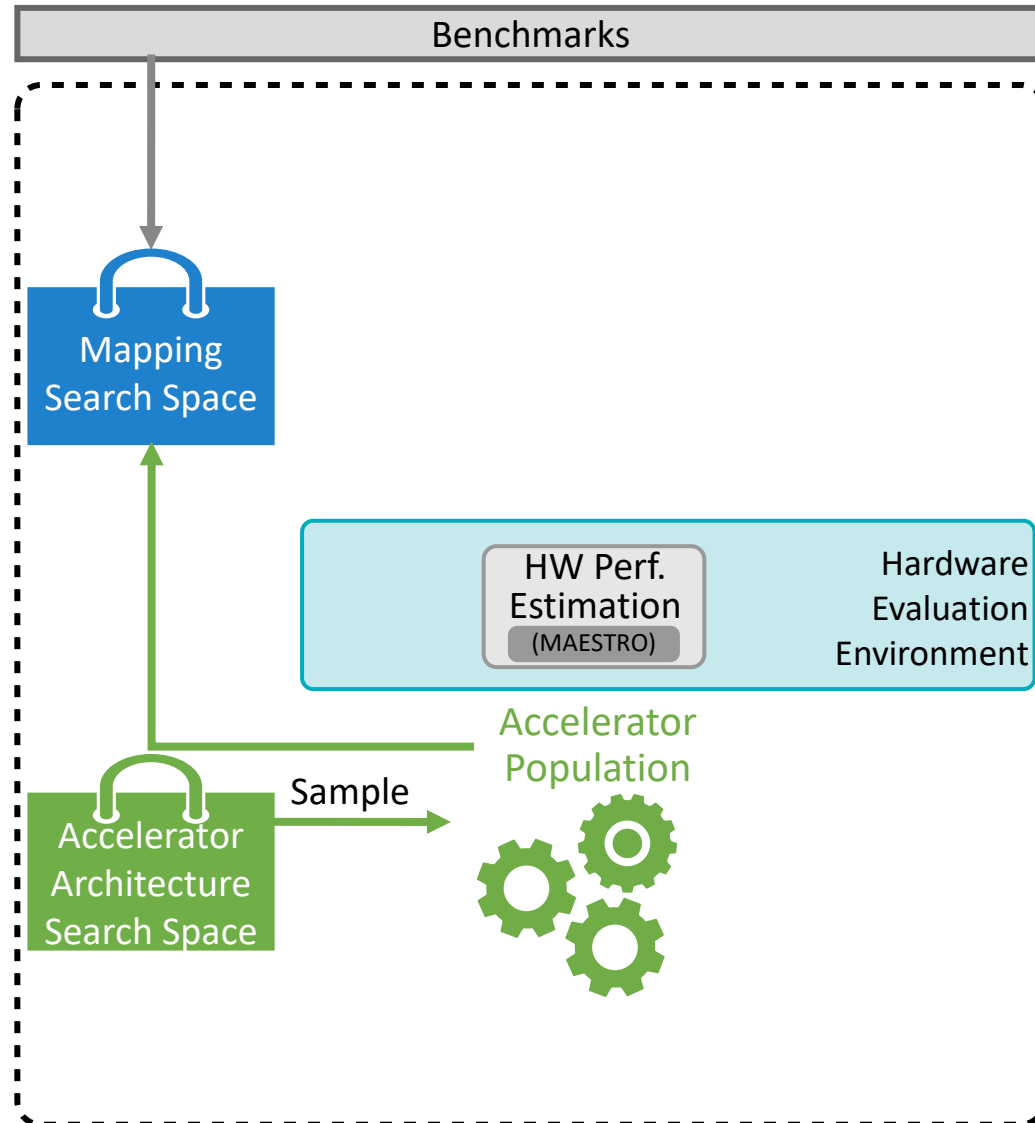 Benchmarks
Mapping
Search Space
HW Perf.
Estimation
(MAESTRO)
Hardware
Evaluation
Environment
Accelerator
Population
Sample
Accelerator
Architecture
Search Space